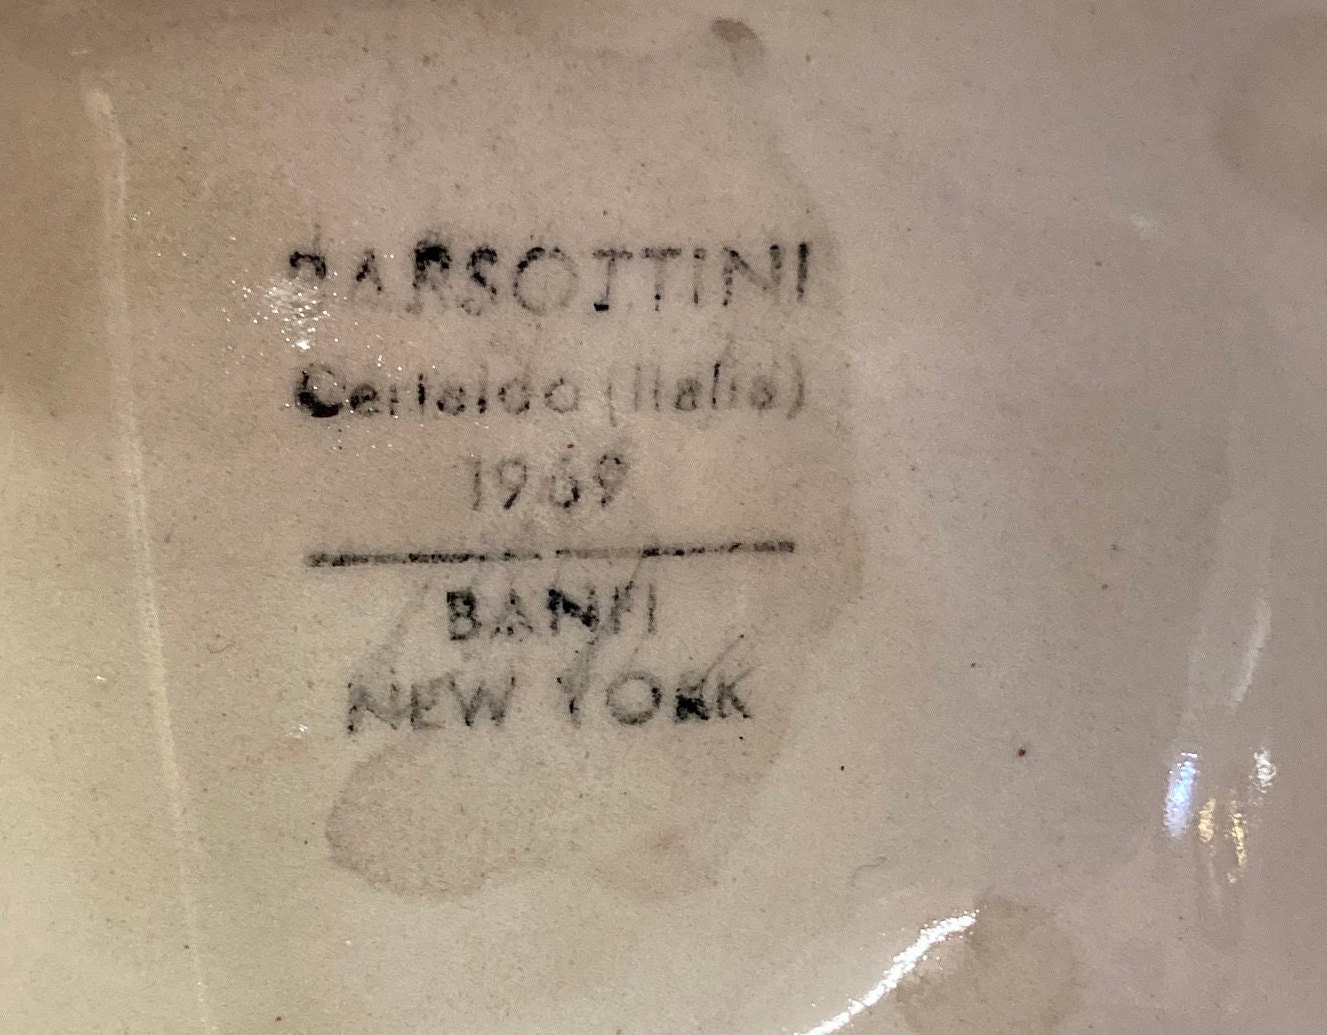 BARSOTTINI
Certaldo (Italia)
1969
BANFI
NEW YORK